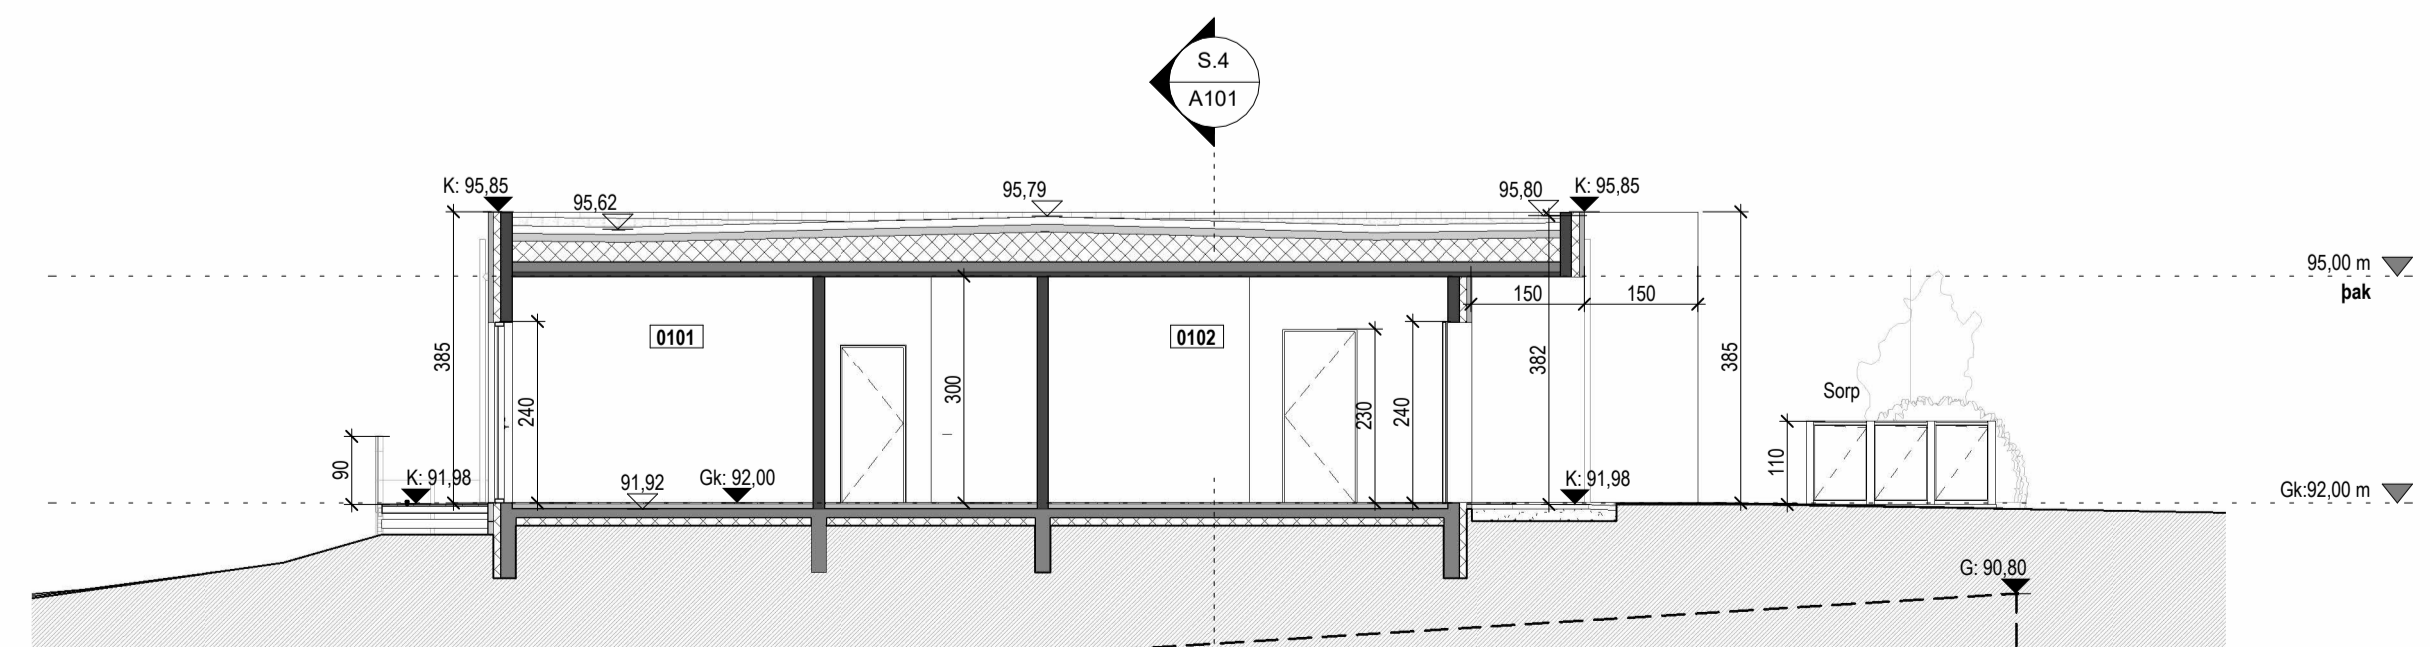 S.4
A101
K: 95,85
95,62
95,79
95,80
K: 95,85
95,00 m
þak
150
150
0101
0102
385
240
300
230
240
382
385
Sorp
90
K: 91,98
91,92
Gk: 92,00
K: 91,98
110
Gk:92,00 m
G: 90,80